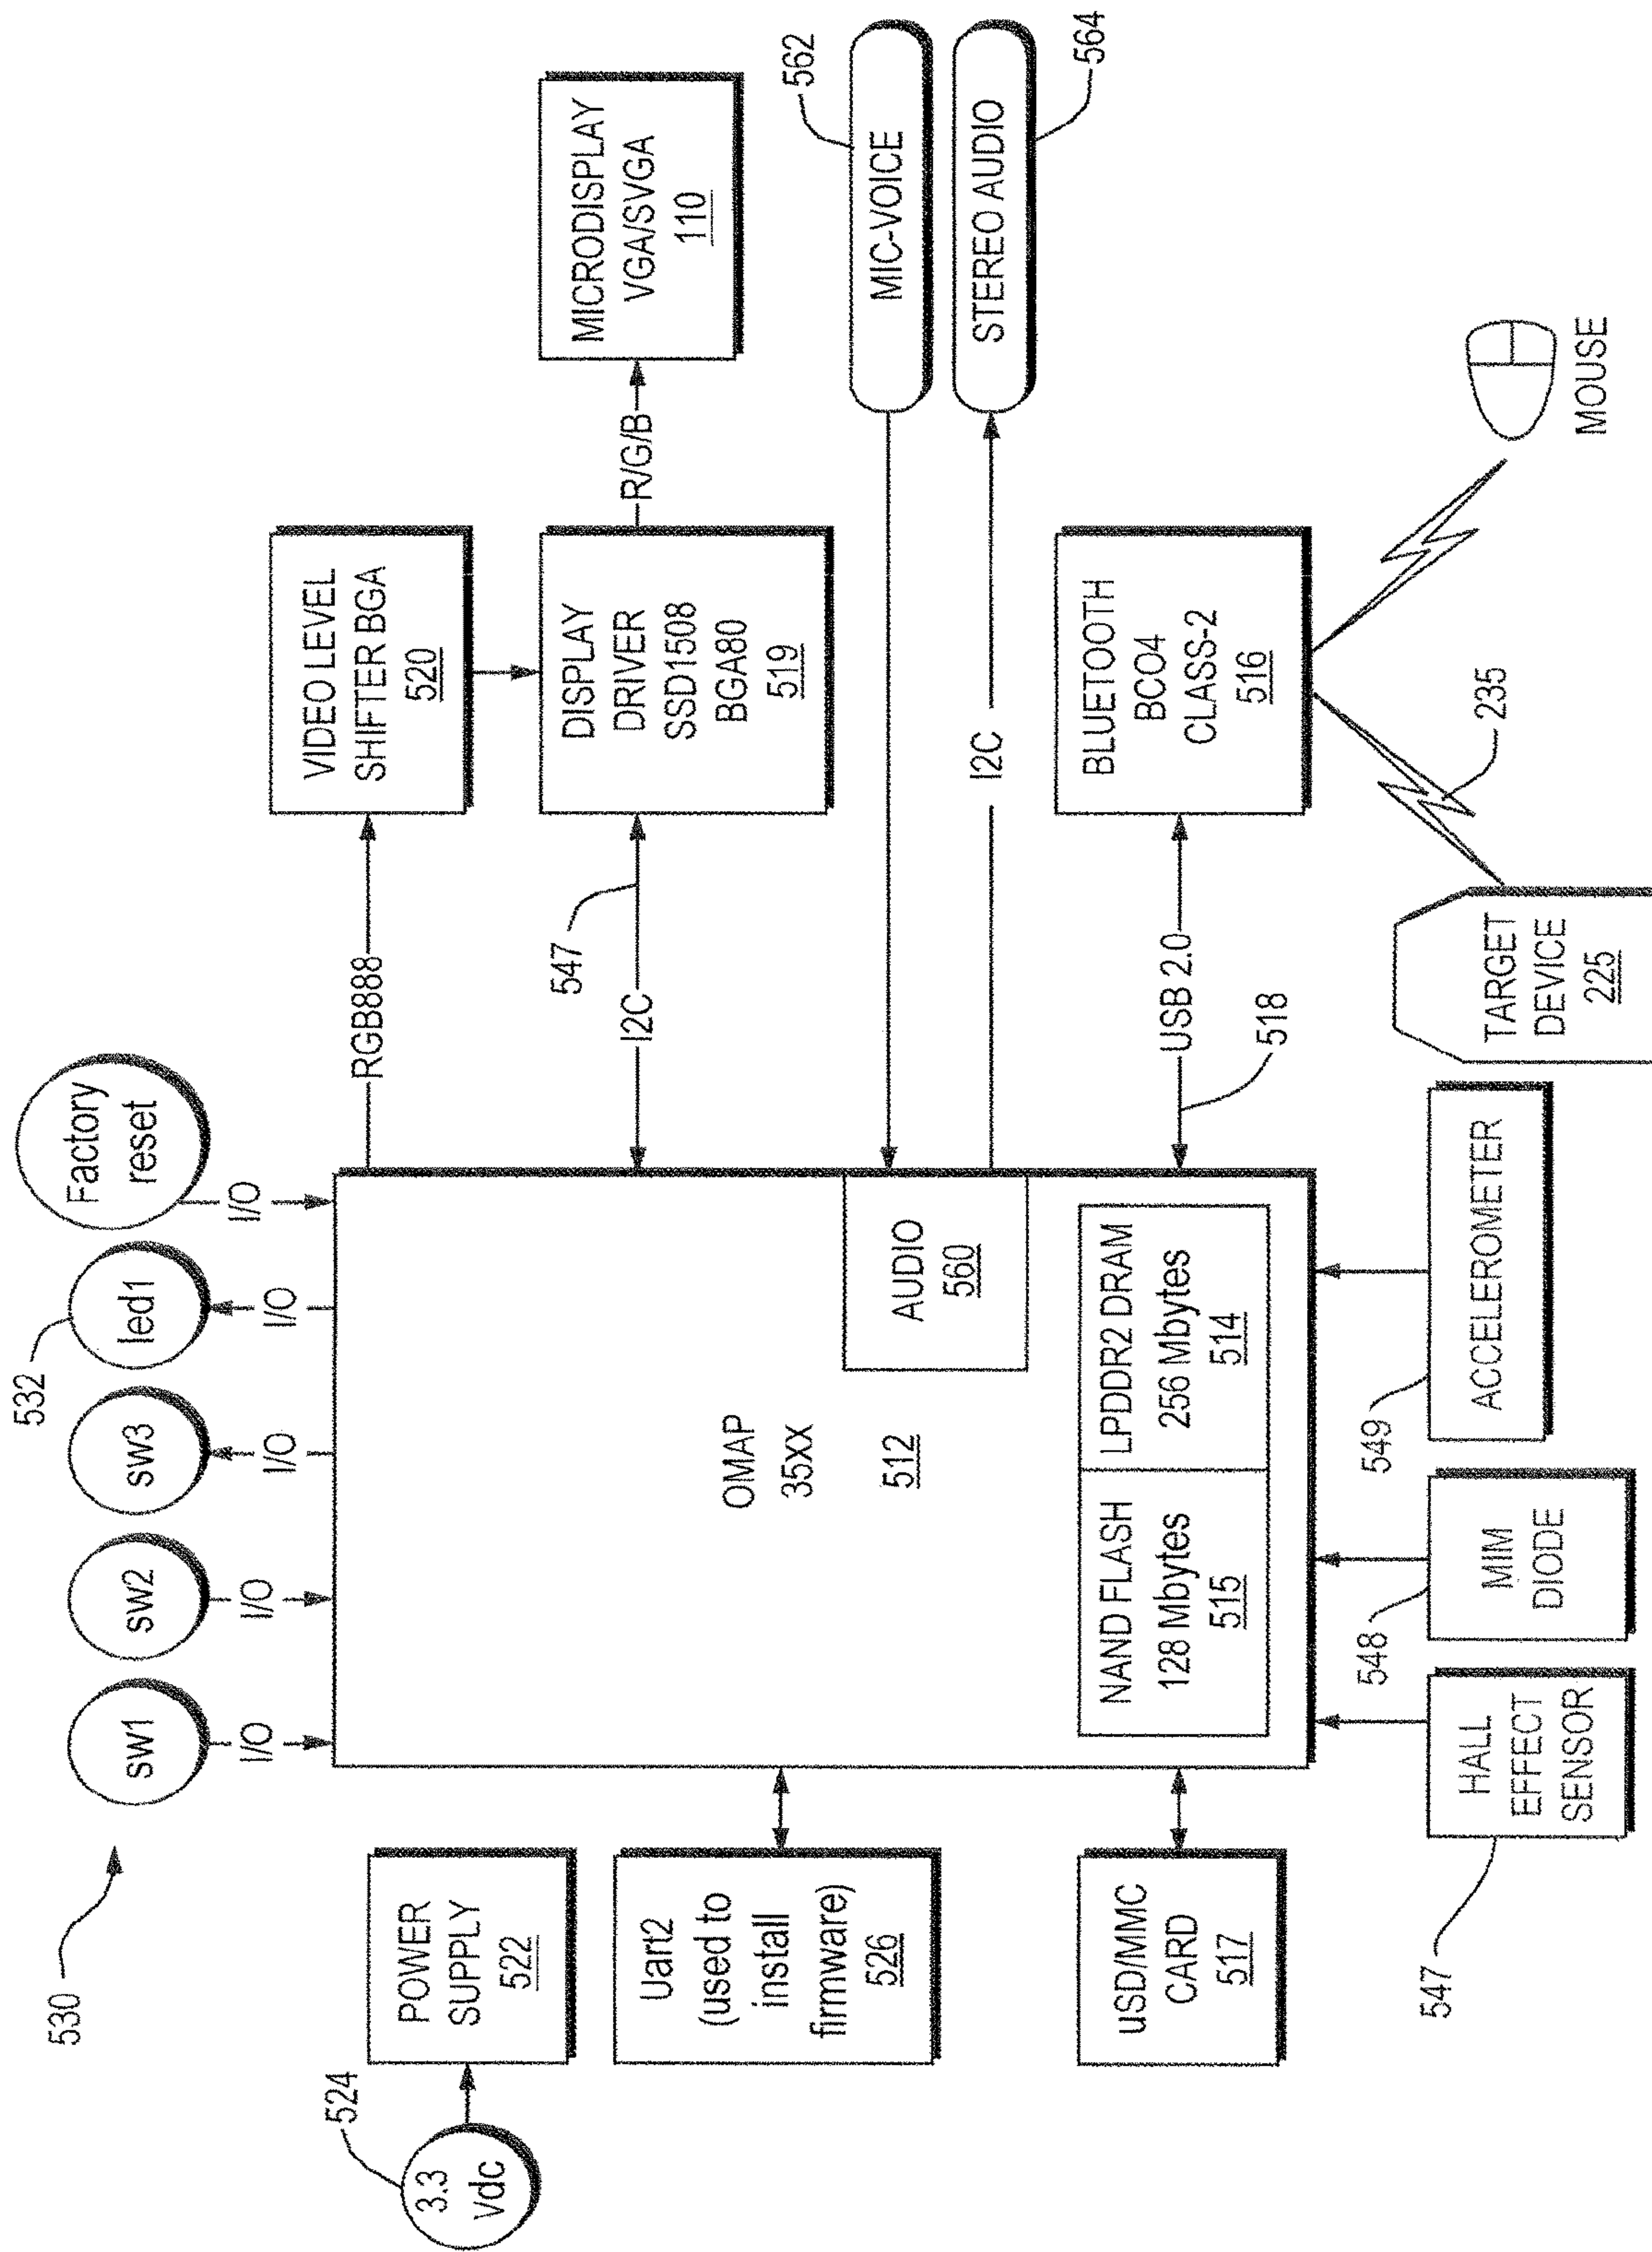 530
sw1
sw2
sw3
532
led1
Factory
reset
I/O
I/O
I/O
I/O
I/O
524
3.3
Vdc
POWER
SUPPLY
522
Uart2
(used to
install
firmware)
526
uSD/MMC
CARD
517
OMAP
35XX
512
AUDIO
560
NAND FLASH
128 Mbytes
515
LPDDR2 DRAM
256 Mbytes
514
RGB888
VIDEO LEVEL
SHIFTER BGA
520
I2C
547
DISPLAY
DRIVER
SSD1508
BGA80
519
R/G/B
MICRODISPLAY
VGA/SVGA
110
MIC-VOICE
562
I2C
STEREO AUDIO
564
USB 2.0
518
BLUETOOTH
BCO4
CLASS-2
516
235
MOUSE
TARGET
DEVICE
225
547
HALL
EFFECT
SENSOR
548
MIM
DIODE
549
ACCELEROMETER